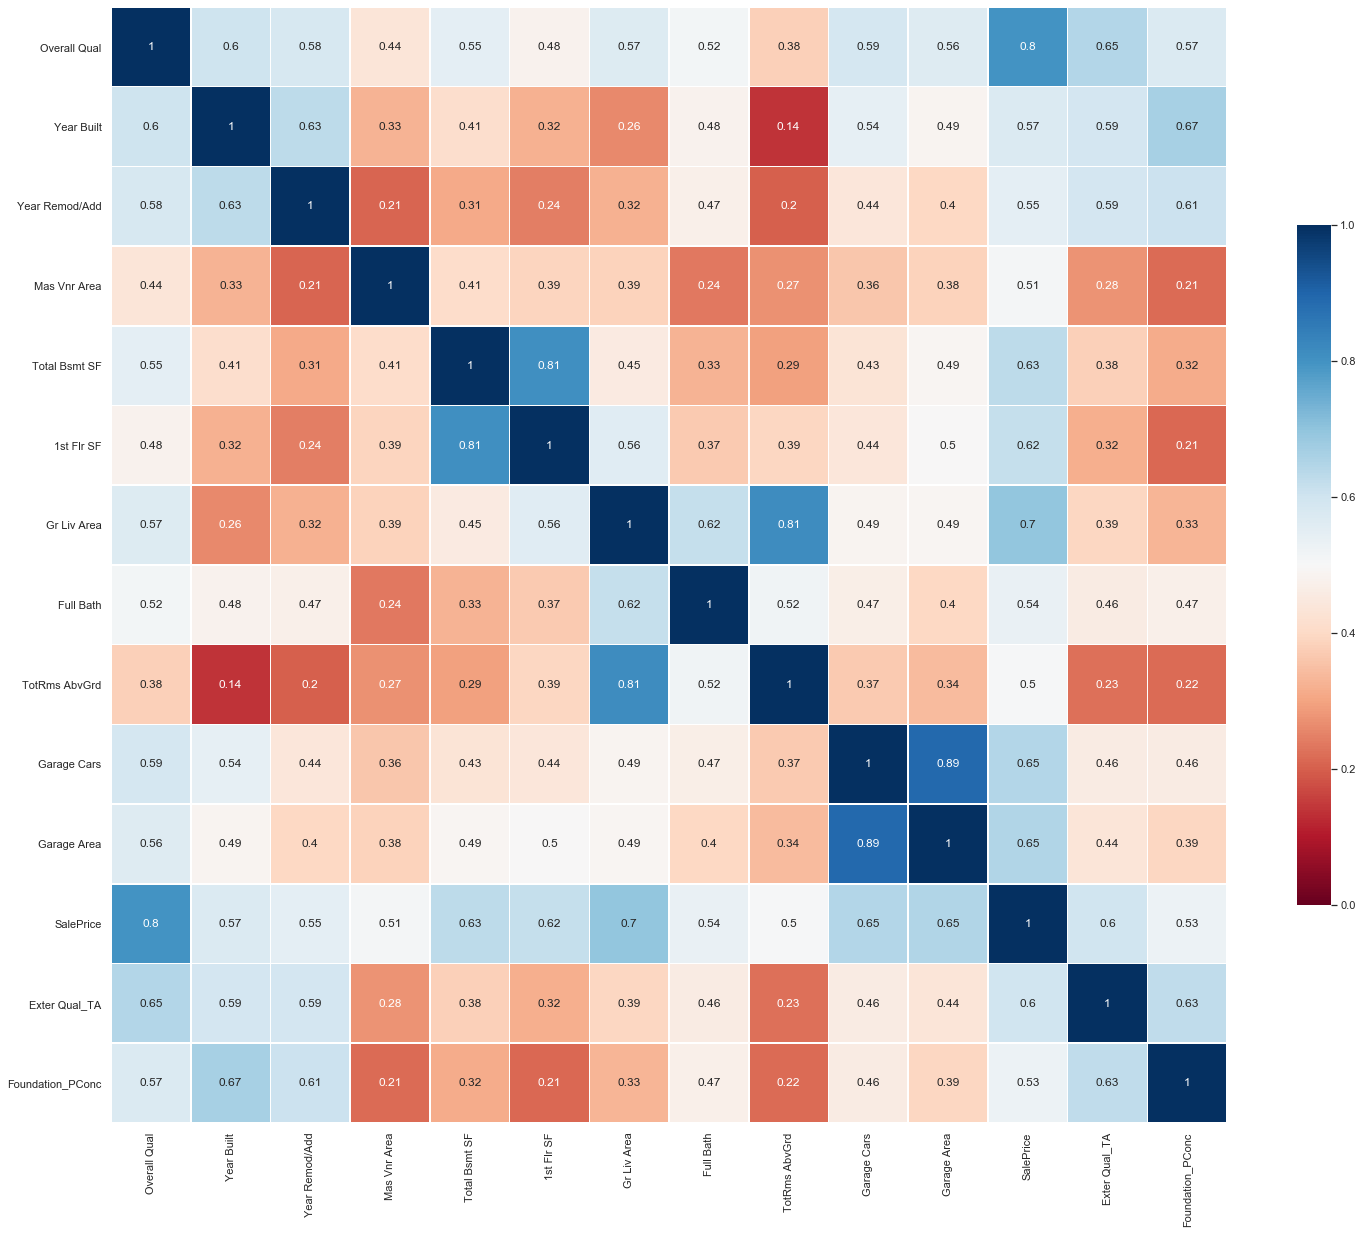 Overall Qual 1 0.6 0.58 0.44 0.55 0.48 0.57 0.52 0.38 0.59 0.56 0.8 0.65 0.57
Year Built 0.6 1 0.63 0.33 0.41 0.32 0.26 0.48 0.14 0.54 0.49 0.57 0.59 0.67
Year Remod/Add 0.58 0.63 1 0.21 0.31 0.24 0.32 0.47 0.2 0.44 0.4 0.55 0.59 0.61
Mas Vnr Area 0.44 0.33 0.21 1 0.41 0.39 0.39 0.24 0.27 0.36 0.38 0.51 0.28 0.21
Total Bsmt SF 0.55 0.41 0.31 0.41 1 0.81 0.45 0.33 0.29 0.43 0.49 0.63 0.38 0.32
1st Flr SF 0.48 0.32 0.24 0.39 0.81 1 0.56 0.37 0.39 0.44 0.5 0.62 0.32 0.21
Gr Liv Area 0.57 0.26 0.32 0.39 0.45 0.56 1 0.62 0.81 0.49 0.49 0.7 0.39 0.33
Full Bath 0.52 0.48 0.47 0.24 0.33 0.37 0.62 1 0.52 0.47 0.4 0.54 0.46 0.47
TotRms AbvGrd 0.38 0.14 0.2 0.27 0.29 0.39 0.81 0.52 1 0.37 0.34 0.5 0.23 0.22
Garage Cars 0.59 0.54 0.44 0.36 0.43 0.44 0.49 0.47 0.37 1 0.89 0.65 0.46 0.46
Garage Area 0.56 0.49 0.4 0.38 0.49 0.5 0.49 0.4 0.34 0.89 1 0.65 0.44 0.39
SalePrice 0.8 0.57 0.55 0.51 0.63 0.62 0.7 0.54 0.5 0.65 0.65 1 0.6 0.53
Exter Qual_TA 0.65 0.59 0.59 0.28 0.38 0.32 0.39 0.46 0.23 0.46 0.44 0.6 1 0.63
Foundation_PConc 0.57 0.67 0.61 0.21 0.32 0.21 0.33 0.47 0.22 0.46 0.39 0.53 0.63 1
Overall Qual
Year Built
Year Remod/Add
Mas Vnr Area
Total Bsmt SF
1st Flr SF
Gr Liv Area
Full Bath
TotRms AbvGrd
Garage Cars
Garage Area
SalePrice
Exter Qual_TA
Foundation_PConc
1.0
0.8
0.6
0.4
0.2
0.0